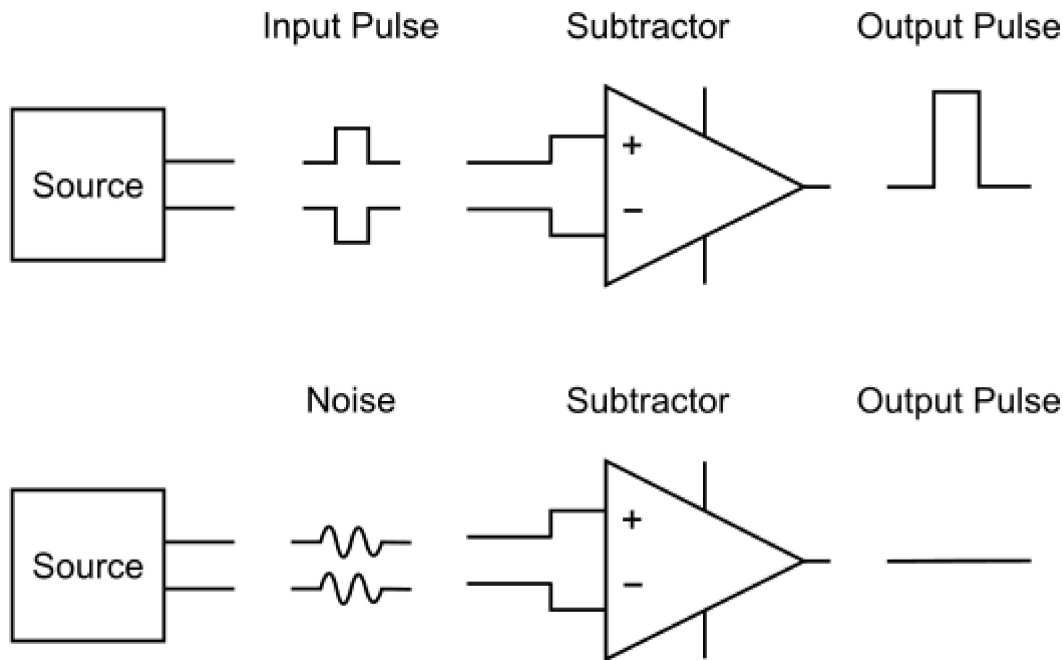 Input Pulse Subtractor Output Pulse
Source
+
−
Noise Subtractor Output Pulse
Source
+
−